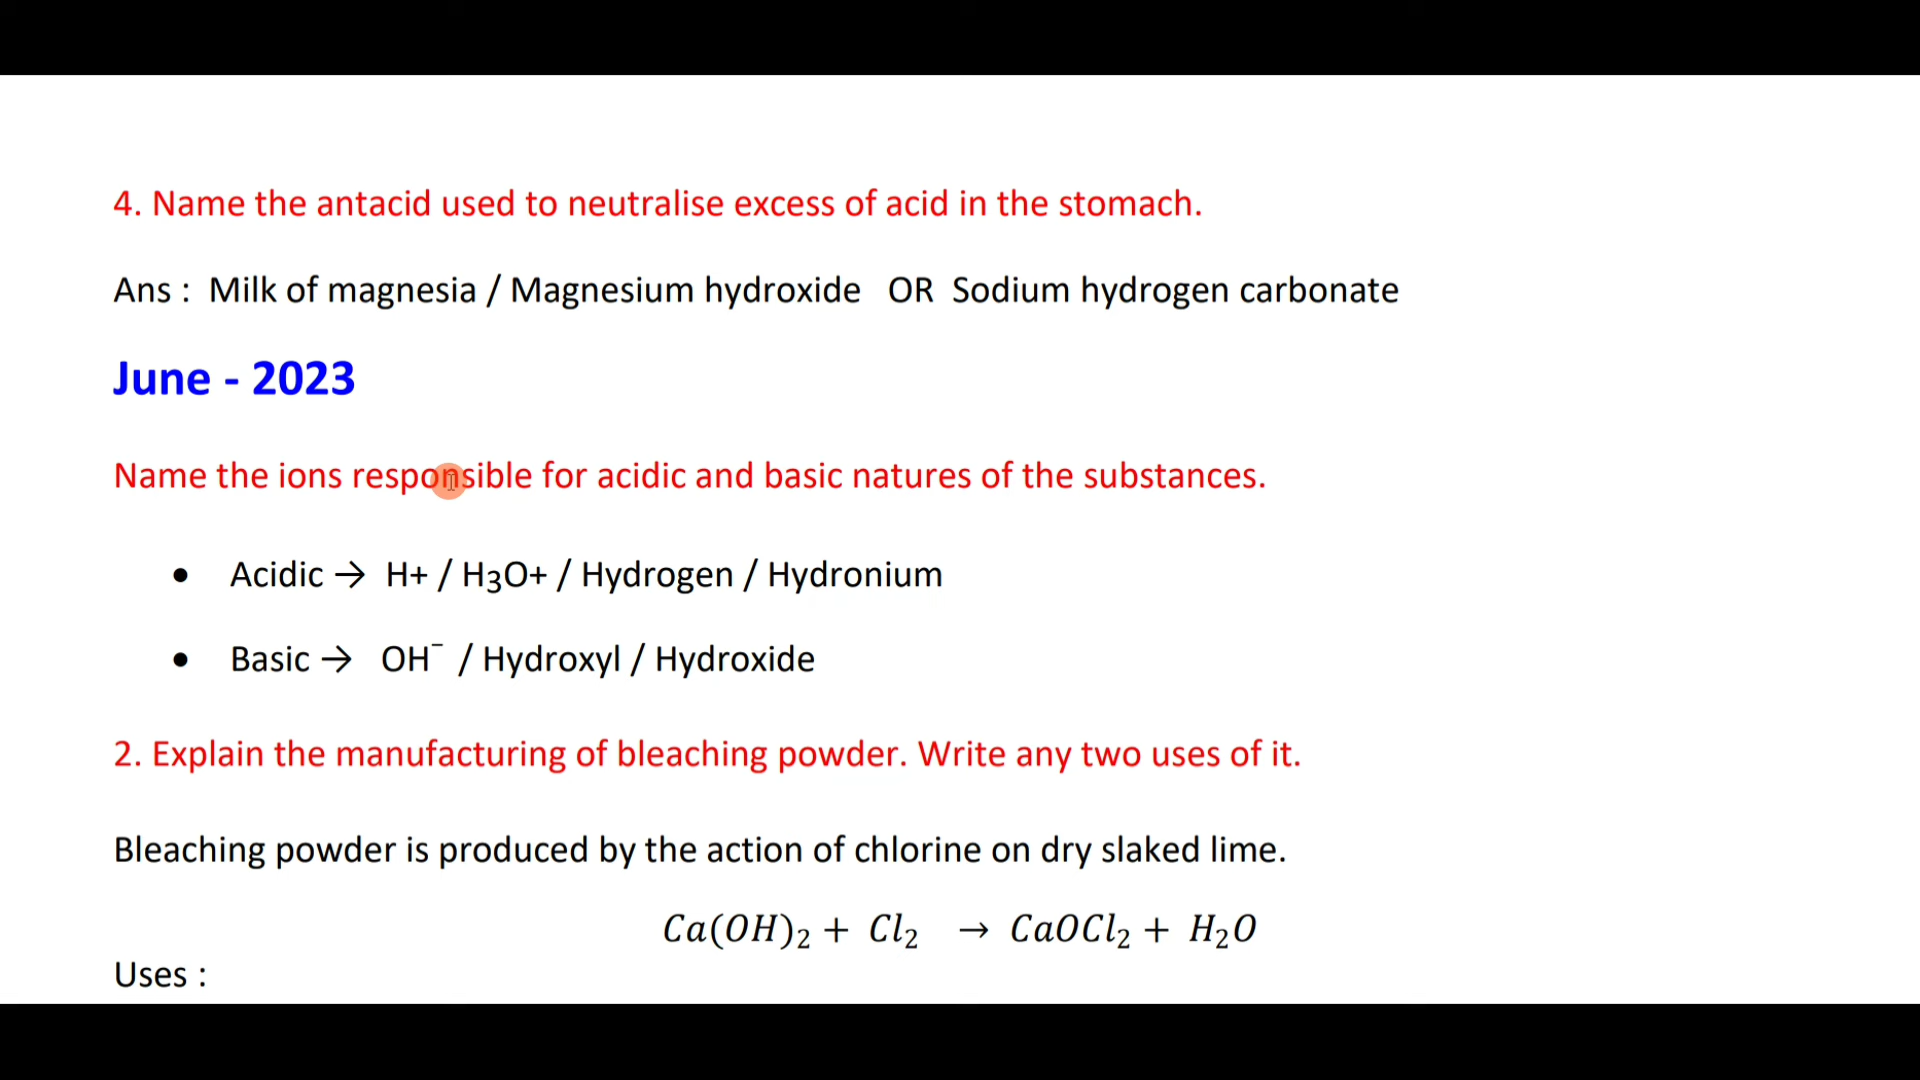 4. Name the antacid used to neutralise excess of acid in the stomach.
Ans : Milk of magnesia / Magnesium hydroxide OR Sodium hydrogen carbonate
June - 2023
Name the ions responsible for acidic and basic natures of the substances.
• Acidic → H+ / H₃O+ / Hydrogen / Hydronium
• Basic → OH⁻ / Hydroxyl / Hydroxide
2. Explain the manufacturing of bleaching powder. Write any two uses of it.
Bleaching powder is produced by the action of chlorine on dry slaked lime.
Ca(OH)₂ + Cl₂ → CaOCl₂ + H₂O
Uses :